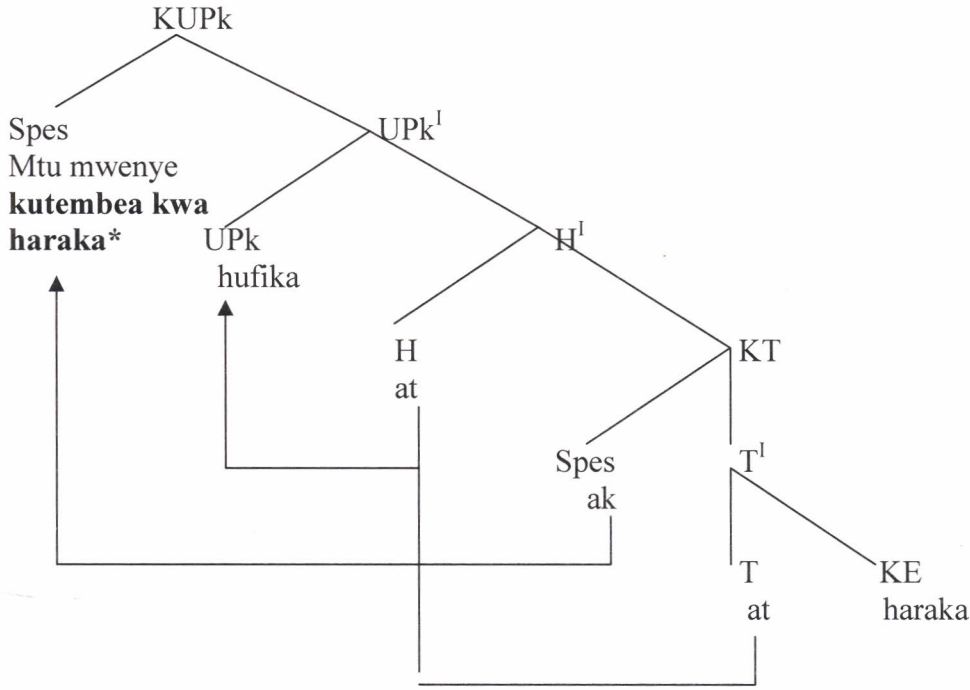 KUPk
Spes
Mtu mwenye
kutembea kwa
haraka*
UPkᴵ
UPk
hufika
Hᴵ
H
at
KT
Spes
ak
Tᴵ
T
at
KE
haraka